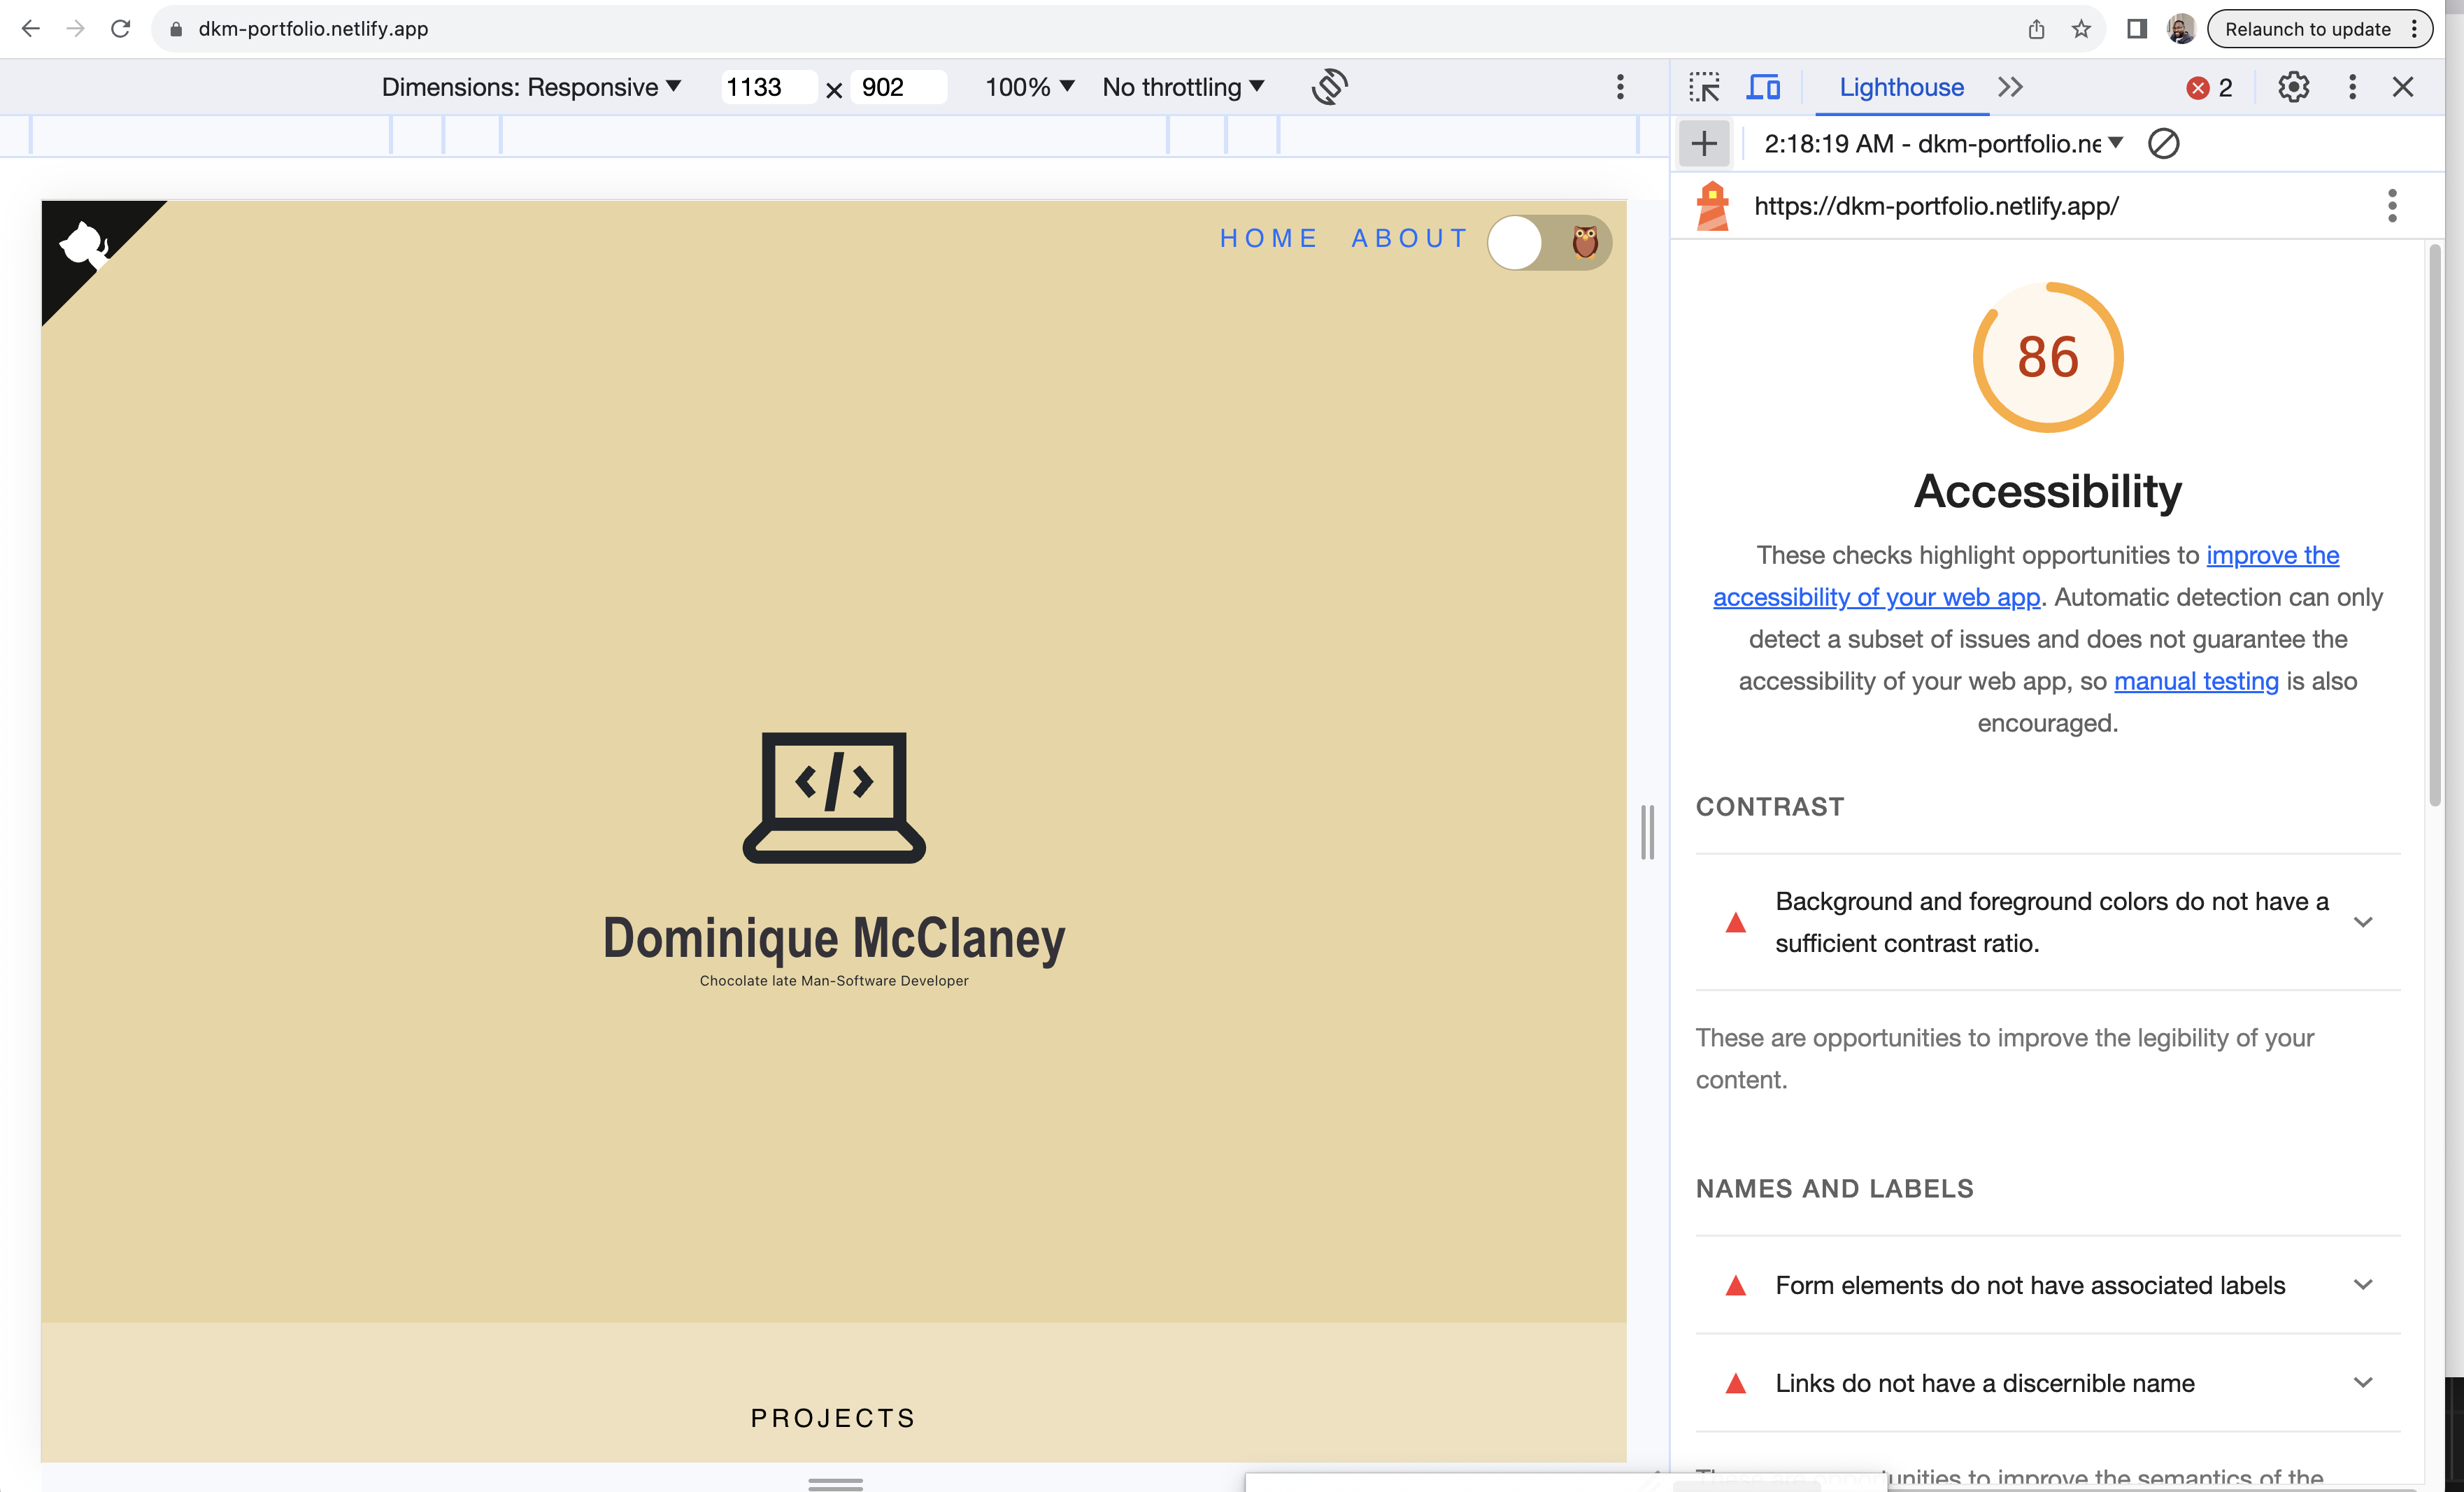 dkm-portfolio.netlify.app
Relaunch to update
Dimensions: Responsive
1133 × 902
100%
No throttling
Lighthouse
2
2:18:19 AM - dkm-portfolio.ne
https://dkm-portfolio.netlify.app/
HOME ABOUT
</>
Dominique McClaney
Chocolate late Man-Software Developer
PROJECTS
86
Accessibility
These checks highlight opportunities to improve the
accessibility of your web app. Automatic detection can only
detect a subset of issues and does not guarantee the
accessibility of your web app, so manual testing is also
encouraged.
CONTRAST
Background and foreground colors do not have a
sufficient contrast ratio.
These are opportunities to improve the legibility of your
content.
NAMES AND LABELS
Form elements do not have associated labels
Links do not have a discernible name
These are opportunities to improve the semantics of the